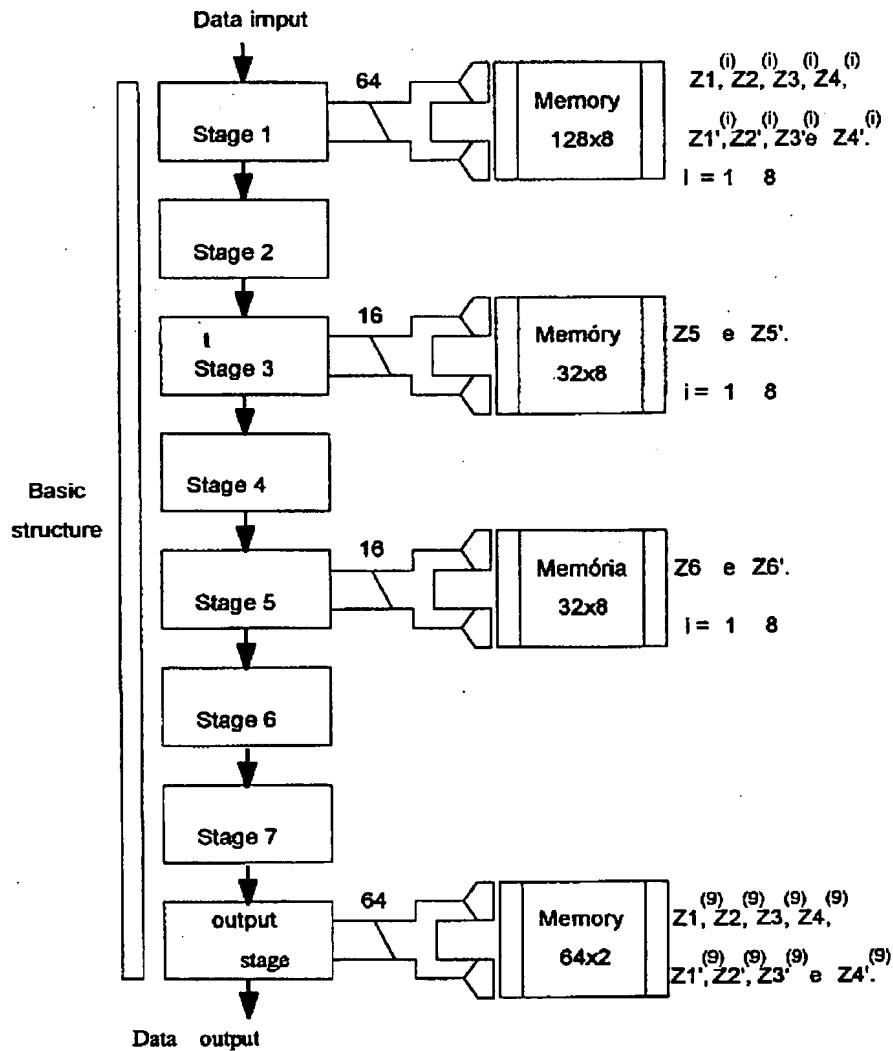 Data imput
64
Z1,(i) Z2,(i) Z3,(i) Z4,(i)
Memory
Stage 1
128x8
Z1',(i) Z2',(i) Z3'(i) e Z4'.(i)
I = 1 8
Stage 2
16
t
Stage 3
Memóry
32x8
Z5 e Z5'.
i = 1 8
Stage 4
Basic
structure
16
Stage 5
Memória
32x8
Z6 e Z6'.
i = 1 8
Stage 6
Stage 7
64
output
stage
Memory
64x2
Z1,(9) Z2,(9) Z3,(9) Z4,(9)
Z1',(9) Z2',(9) Z3'(9) e Z4'.(9)
Data output